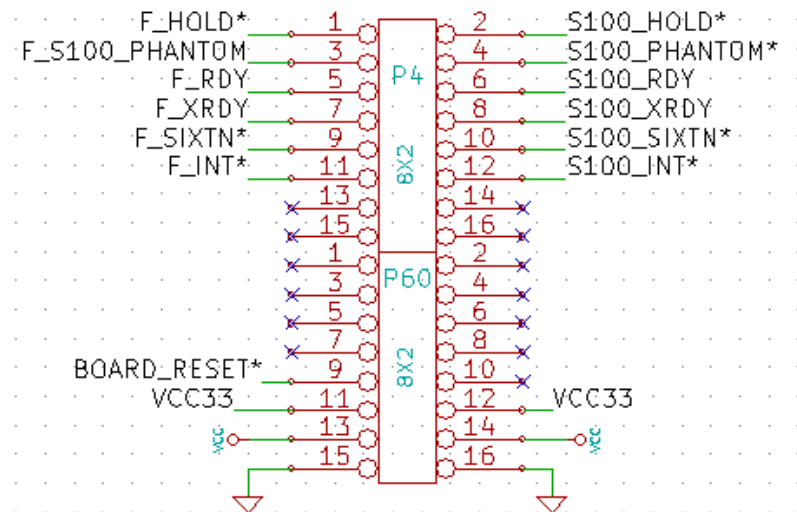 F_HOLD* 1 2 S100_HOLD*
F_S100_PHANTOM 3 4 S100_PHANTOM*
P4
F_RDY 5 6 S100_RDY
F_XRDY 7 8 S100_XRDY
F_SIXTN* 9 10 S100_SIXTN*
8X2
F_INT* 11 12 S100_INT*
13 14
15 16
1 2
P60
3 4
5 6
7 8
8X2
BOARD_RESET* 9 10
VCC33 11 12 VCC33
VCC 13 14 VCC
15 16